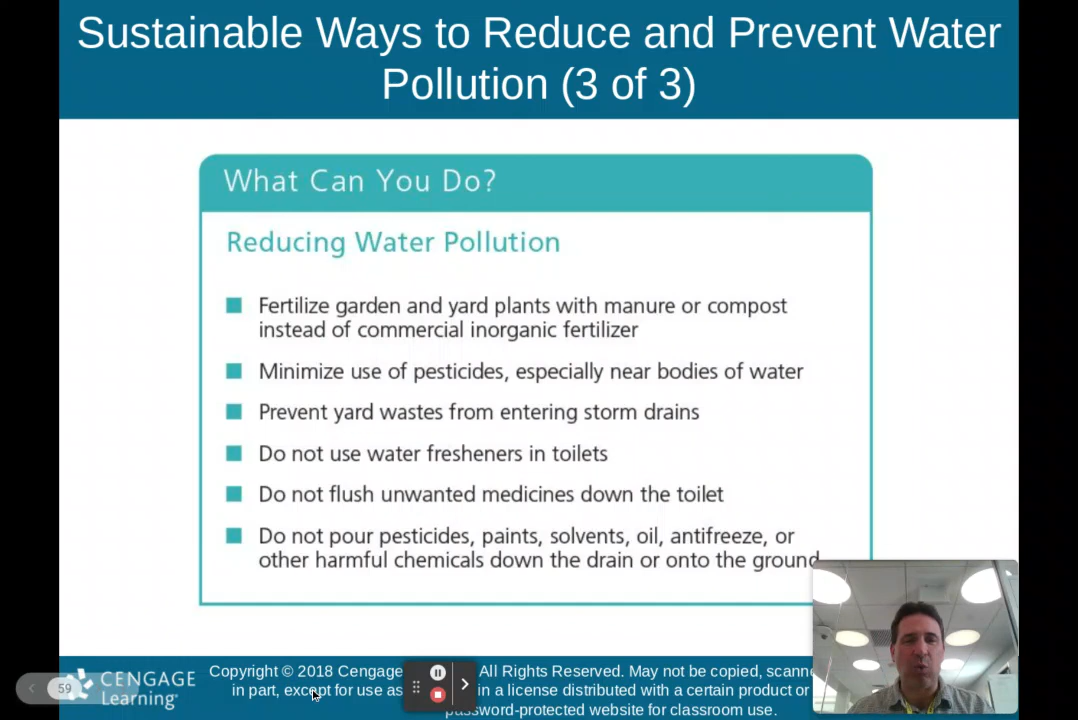 Sustainable Ways to Reduce and Prevent Water
Pollution (3 of 3)
What Can You Do?
Reducing Water Pollution
Fertilize garden and yard plants with manure or compost
instead of commercial inorganic fertilizer
Minimize use of pesticides, especially near bodies of water
Prevent yard wastes from entering storm drains
Do not use water fresheners in toilets
Do not flush unwanted medicines down the toilet
Do not pour pesticides, paints, solvents, oil, antifreeze, or
other harmful chemicals down the drain or onto the ground
59
CENGAGE
Learning
Copyright © 2018 Cengage All Rights Reserved. May not be copied,
in part, except for use as in a license distributed with a certain product or
password-protected website for classroom use.